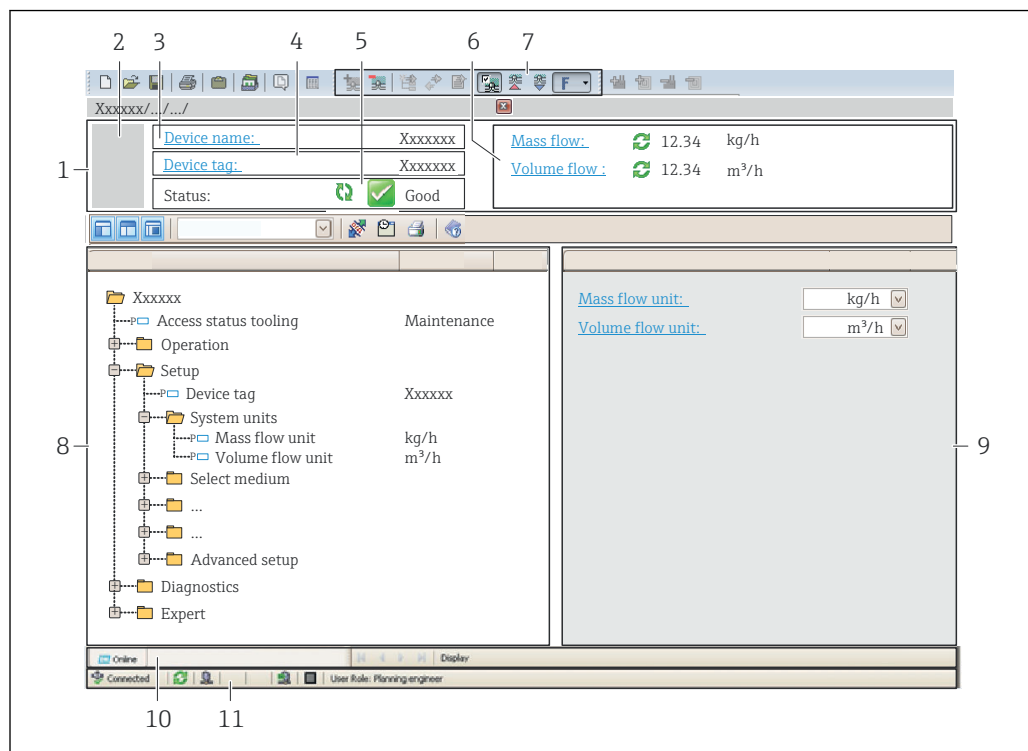 2 3 4 5 6 7
F
Xxxxxx/.../.../
1
Device name: Xxxxxxx
Device tag: Xxxxxxx
Status: Good
Mass flow: 12.34 kg/h
Volume flow : 12.34 m³/h
Xxxxxx
P Access status tooling Maintenance
Operation
Setup
P Device tag Xxxxxx
System units
P Mass flow unit kg/h
P Volume flow unit m³/h
Select medium
...
...
Advanced setup
Diagnostics
Expert
8
Mass flow unit: kg/h
Volume flow unit: m³/h
9
Online Display
Connected User Role: Planning engineer
10 11